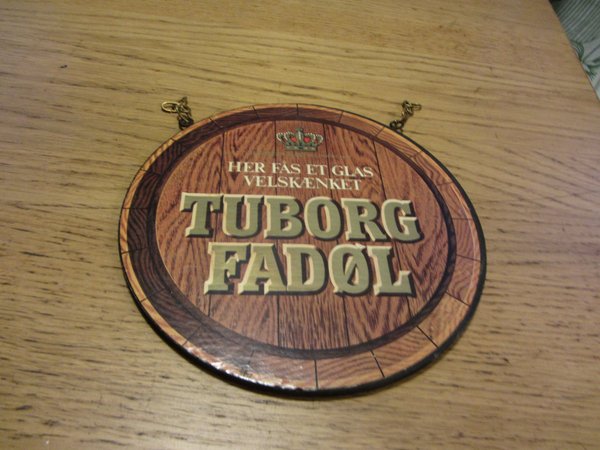 HER FÅS ET GLAS
VELSKÆNKET
TUBORG
FADØL